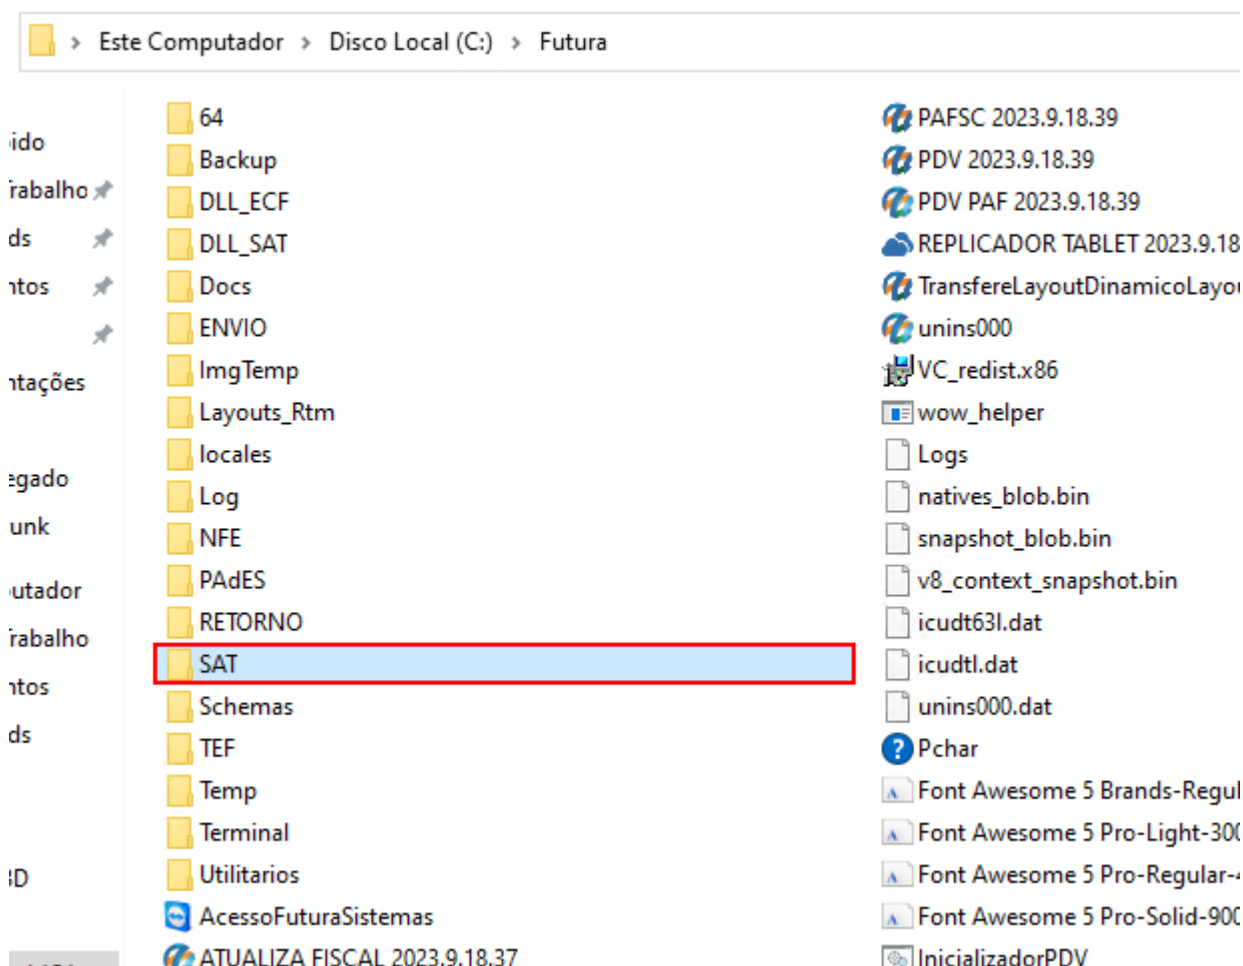 Este Computador > Disco Local (C:) > Futura
ido
rabalho
ds
ntos
ntações
egado
unk
utador
rabalho
ntos
ds
D
64
Backup
DLL_ECF
DLL_SAT
Docs
ENVIO
ImgTemp
Layouts_Rtm
locales
Log
NFE
PAdES
RETORNO
SAT
Schemas
TEF
Temp
Terminal
Utilitarios
AcessoFuturaSistemas
ATUALIZA FISCAL 2023.9.18.37
PAFSC 2023.9.18.39
PDV 2023.9.18.39
PDV PAF 2023.9.18.39
REPLICADOR TABLET 2023.9.18
TransfereLayoutDinamicoLayou
unins000
VC_redist.x86
wow_helper
Logs
natives_blob.bin
snapshot_blob.bin
v8_context_snapshot.bin
icudt63l.dat
icudtl.dat
unins000.dat
Pchar
Font Awesome 5 Brands-Regul
Font Awesome 5 Pro-Light-300
Font Awesome 5 Pro-Regular-4
Font Awesome 5 Pro-Solid-900
InicializadorPDV